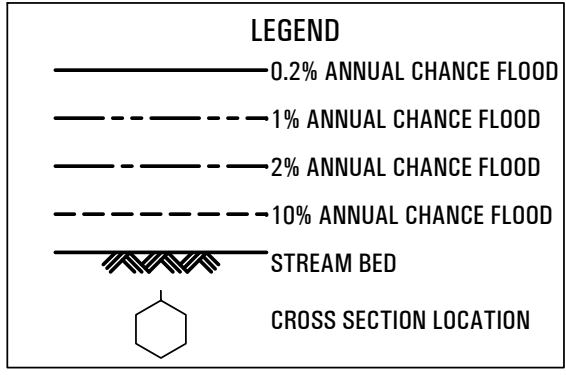 LEGEND
0.2% ANNUAL CHANCE FLOOD
1% ANNUAL CHANCE FLOOD
2% ANNUAL CHANCE FLOOD
10% ANNUAL CHANCE FLOOD
STREAM BED
CROSS SECTION LOCATION